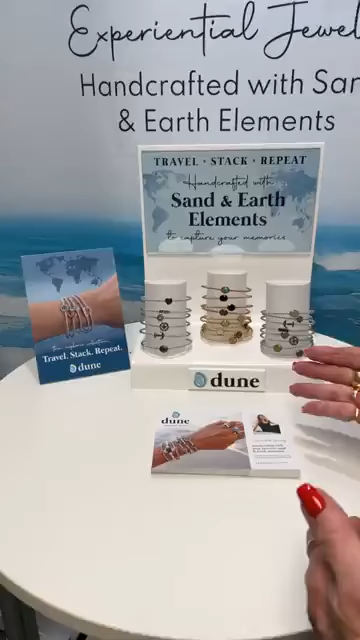 Experiential Jewel
Handcrafted with San
& Earth Elements
TRAVEL · STACK · REPEAT
Handcrafted with
Sand & Earth
Elements
to capture your memories
Travel. Stack. Repeat.
dune
dune
dune